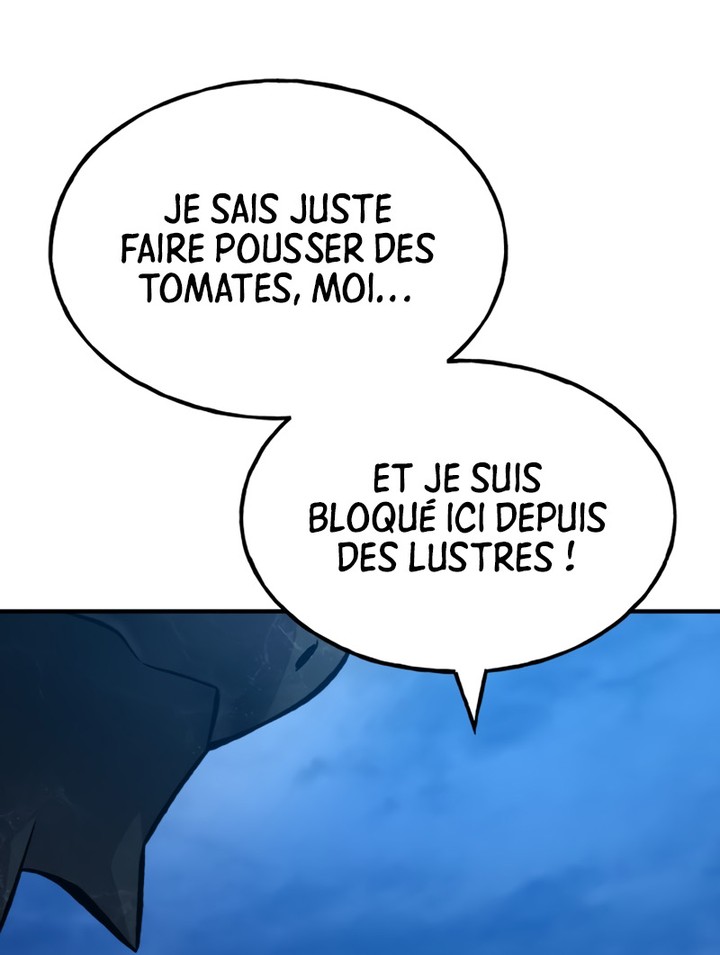 JE SAIS JUSTE
FAIRE POUSSER DES
TOMATES, MOI...
ET JE SUIS
BLOQUÉ ICI DEPUIS
DES LUSTRES !